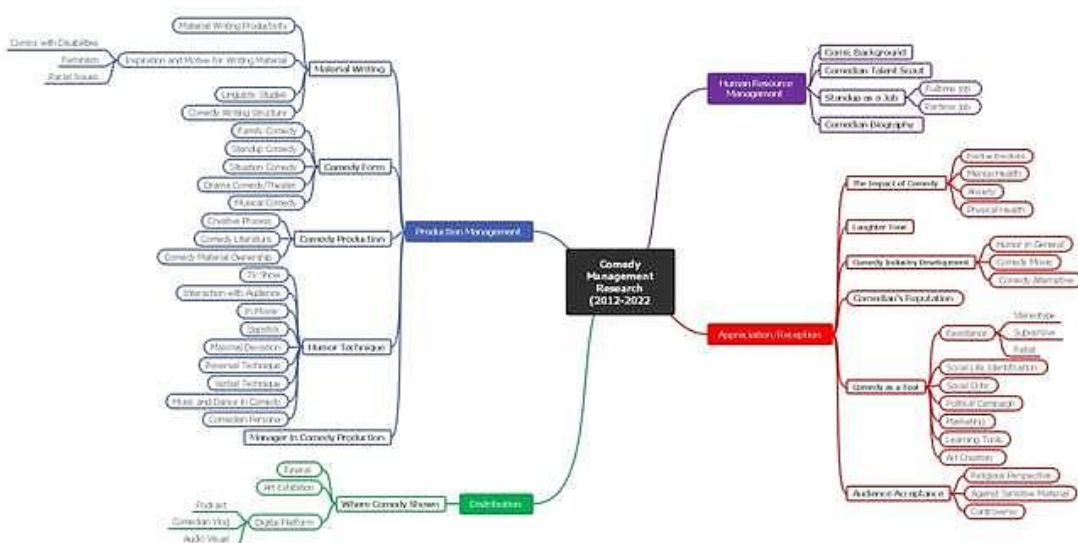 Comedy
Management
Research
(2012-2022
Production Management
Material Writing
Material Writing Productivity
Inspiration and Motive for Writing Material
Comics with Disabilities
Feminism
Racial Issues
Linguistic Studies
Comedy Writing Structure
Comedy Form
Family Comedy
Standup Comedy
Situation Comedy
Drama Comedy/Theater
Musical Comedy
Comedy Production
Creative Process
Comedy Literature
Comedy Material Ownership
Humor Technique
TV Show
Interaction with Audience
Slapstick
Maximal Deviation
Reversal Technique
Verbal Technique
Music and Dance in Comedy
Comedian Persona
Manager In Comedy Production
Distribution
Where Comedy Shown
Funeral
Art Exhibition
Digital Platform
Podcast
Comedian Vlog
Audio Visual
Human Resource
Management
Comic Background
Comedian Talent Scout
Standup as a Job
Fulltime Job
Parttime Job
Comedian Biography
Appreciation/Reception
The Impact of Comedy
Positive Emotions
Mental Health
Anxiety
Physical Health
Laughter Tone
Comedy Industry Development
Humor in General
Comedy Movie
Comedy Alternative
Comedian's Reputation
Comedy as a Tool
Resistance
Stereotype
Subversive
Social Life Identification
Social Critic
Political Campaign
Marketing
Learning Tools
Art Creation
Audience Acceptance
Religious Perspective
Against Sensitive Material
Controversy